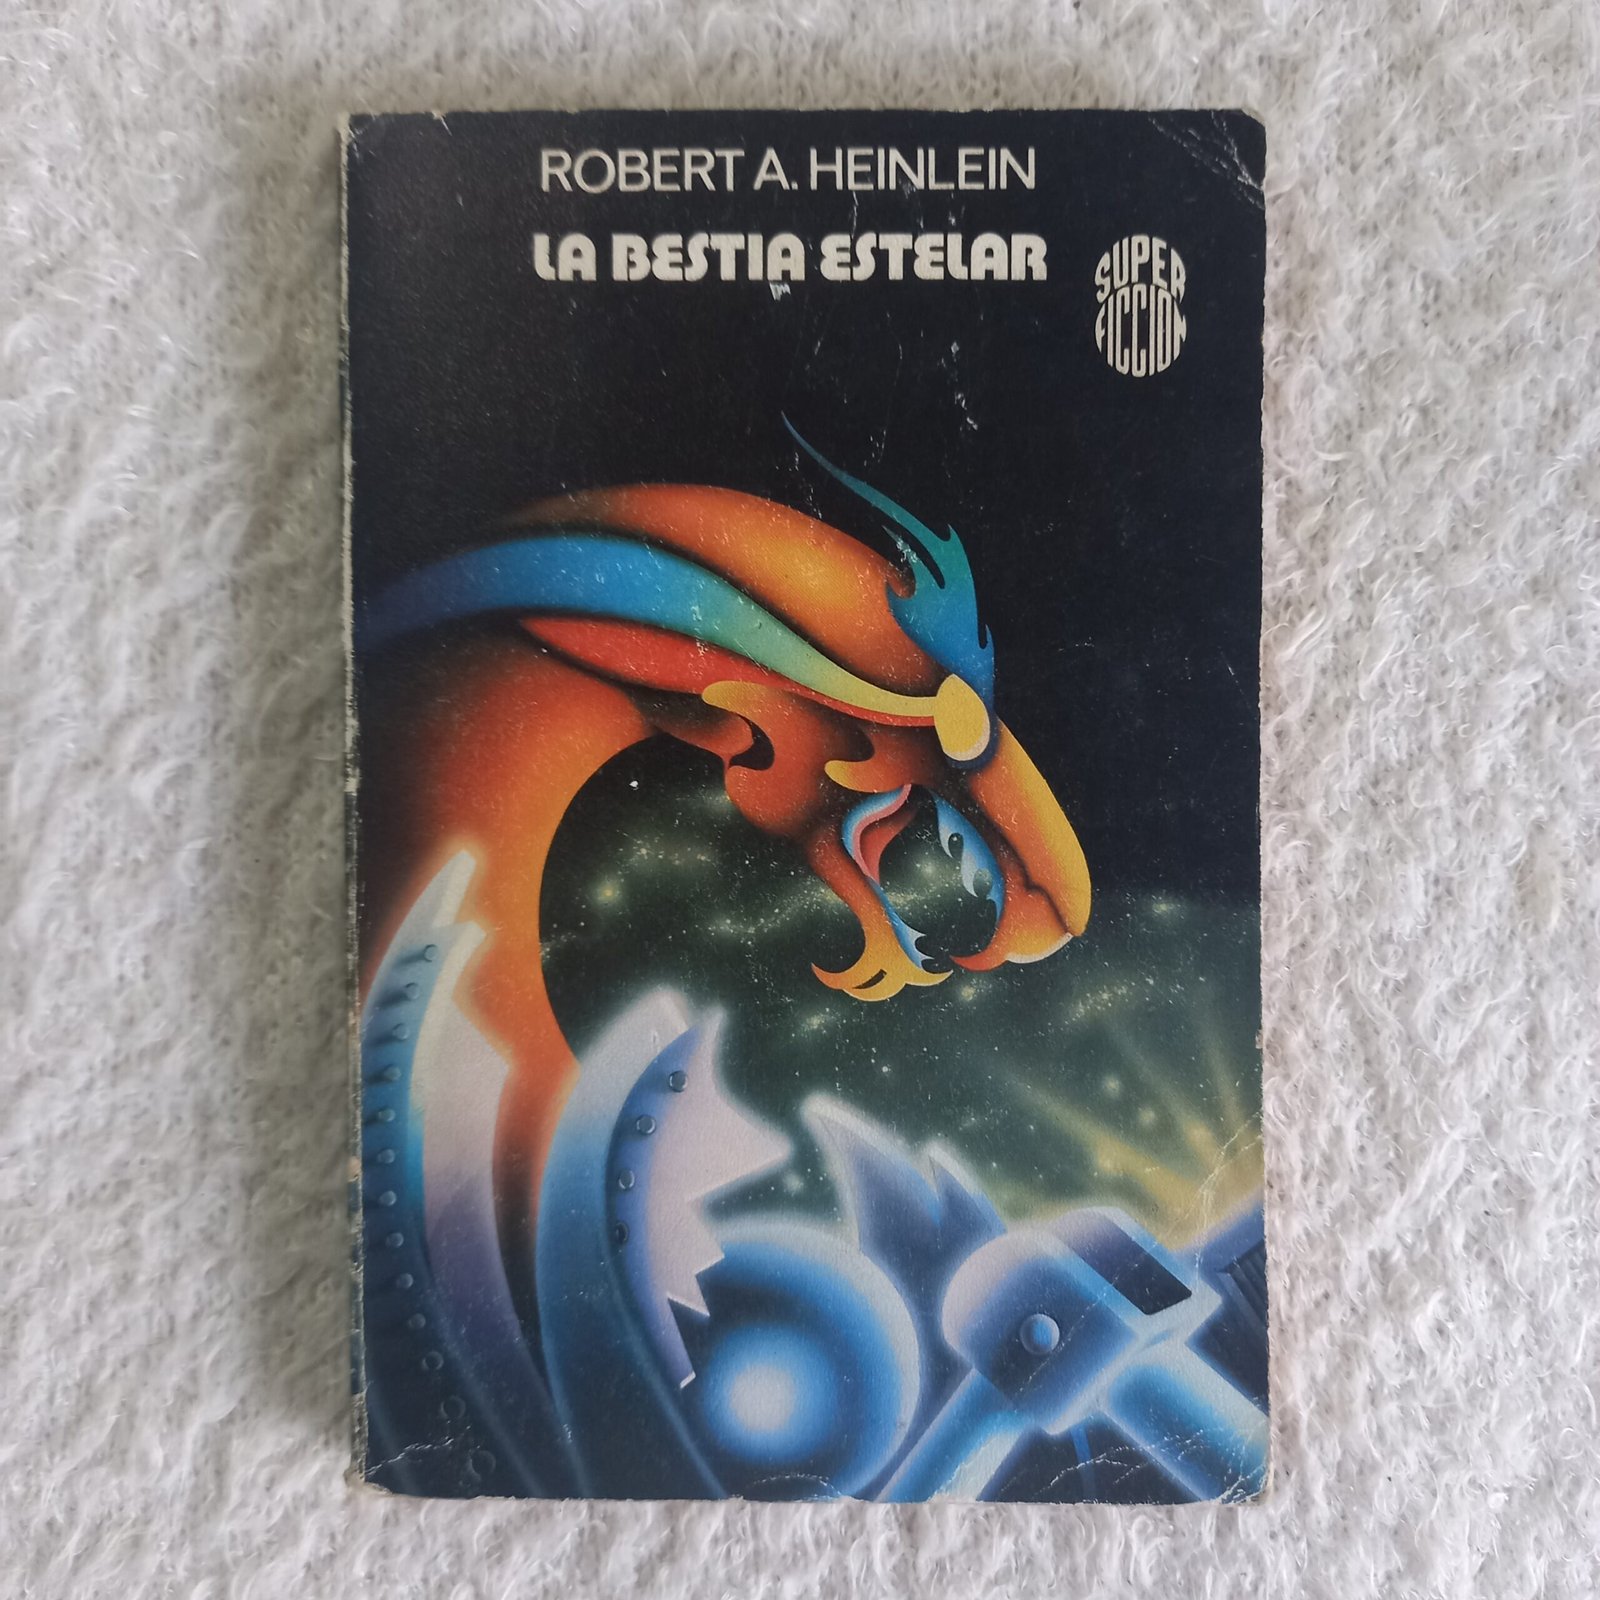 ROBERT A. HEINLEIN
LA BESTIA ESTELAR
SUPER
FICCION